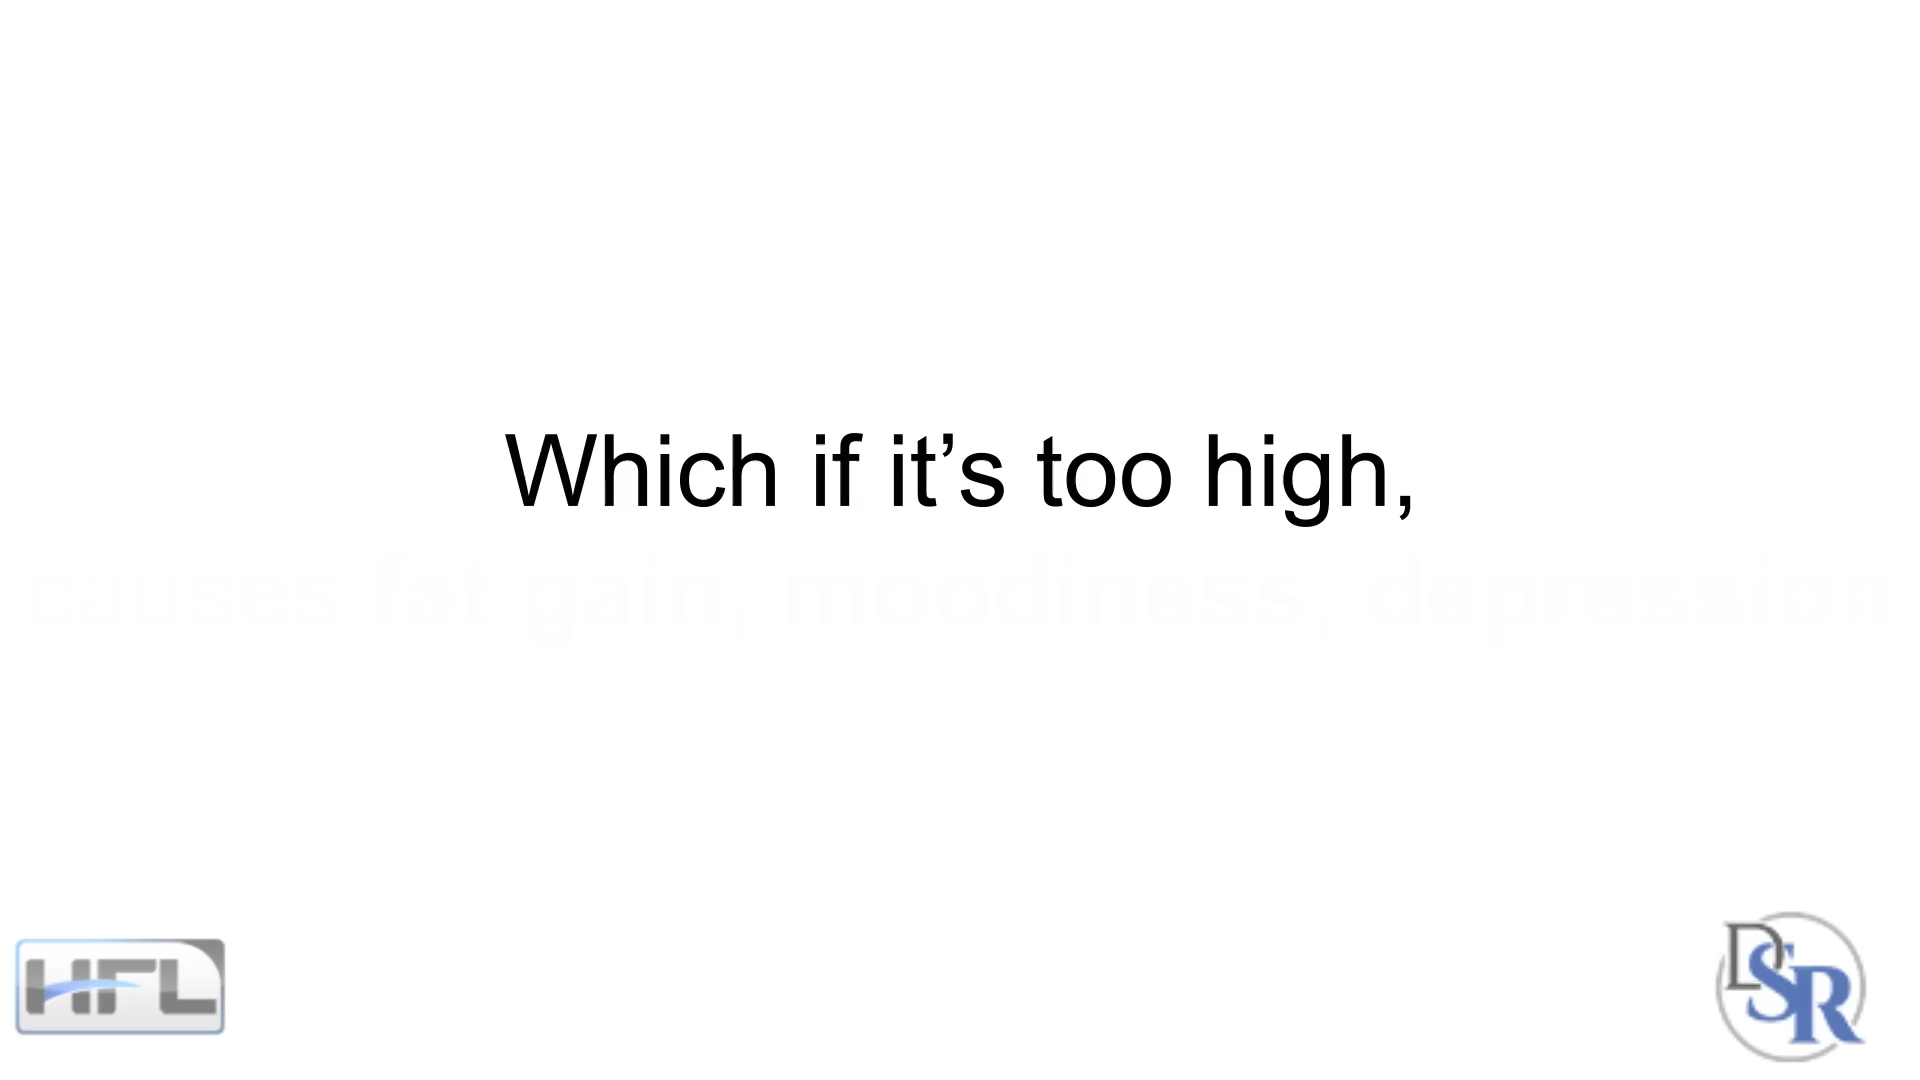 Which if it’s too high,
causes fat gain, moodiness, depression
HFL
DSR